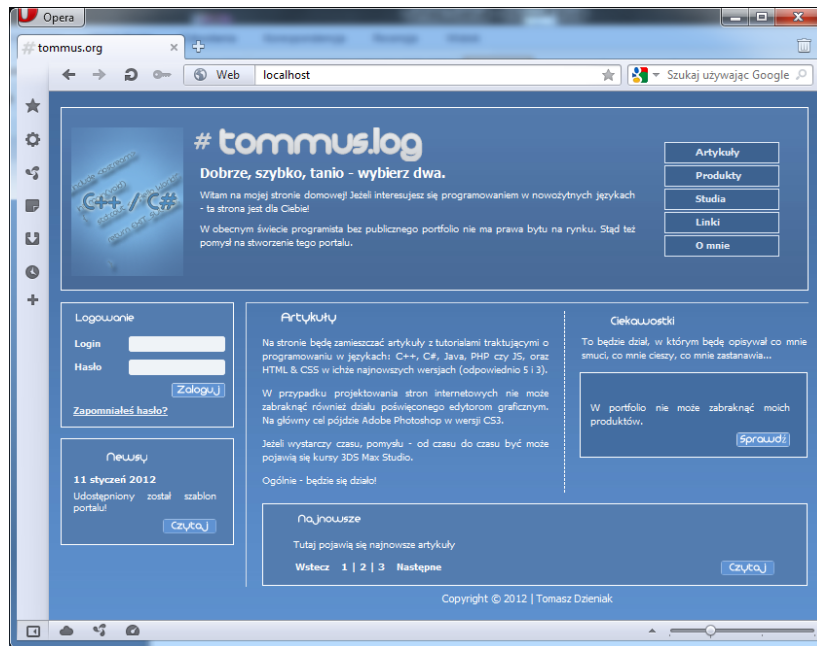 Opera
# tommus.org
Web
localhost
Szukaj używając Google
# tommus.log
Dobrze, szybko, tanio - wybierz dwa.
Witam na mojej stronie domowej! Jeżeli interesujesz się programowaniem w nowożytnych językach
- ta strona jest dla Ciebie!
W obecnym świecie programista bez publicznego portfolio nie ma prawa bytu na rynku. Stąd też
pomysł na stworzenie tego portalu.
C++ / C#
Artykuły
Produkty
Studia
Linki
O mnie
Logowanie
Login
Hasło
Zaloguj
Zapomniałeś hasło?
Newsy
11 styczeń 2012
Udostępniony został szablon
portalu!
Czytaj
Artykuły
Na stronie będę zamieszczać artykuły z tutorialami traktującymi o
programowaniu w językach: C++, C#, Java, PHP czy JS, oraz
HTML & CSS w ichże najnowszych wersjach (odpowiednio 5 i 3).
W przypadku projektowania stron internetowych nie może
zabraknąć również działu poświęconego edytorom graficznym.
Na główny cel pójdzie Adobe Photoshop w wersji CS3.
Jeżeli wystarczy czasu, pomysłu - od czasu do czasu być może
pojawią się kursy 3DS Max Studio.
Ogólnie - będzie się działo!
Ciekawostki
To będzie dział, w którym będę opisywał co mnie
smuci, co mnie cieszy, co mnie zastanawia...
W portfolio nie może zabraknąć moich
produktów.
Sprawdź
Najnowsze
Tutaj pojawią się najnowsze artykuły
Wstecz 1 | 2 | 3 Następne
Czytaj
Copyright © 2012 | Tomasz Dzieniak